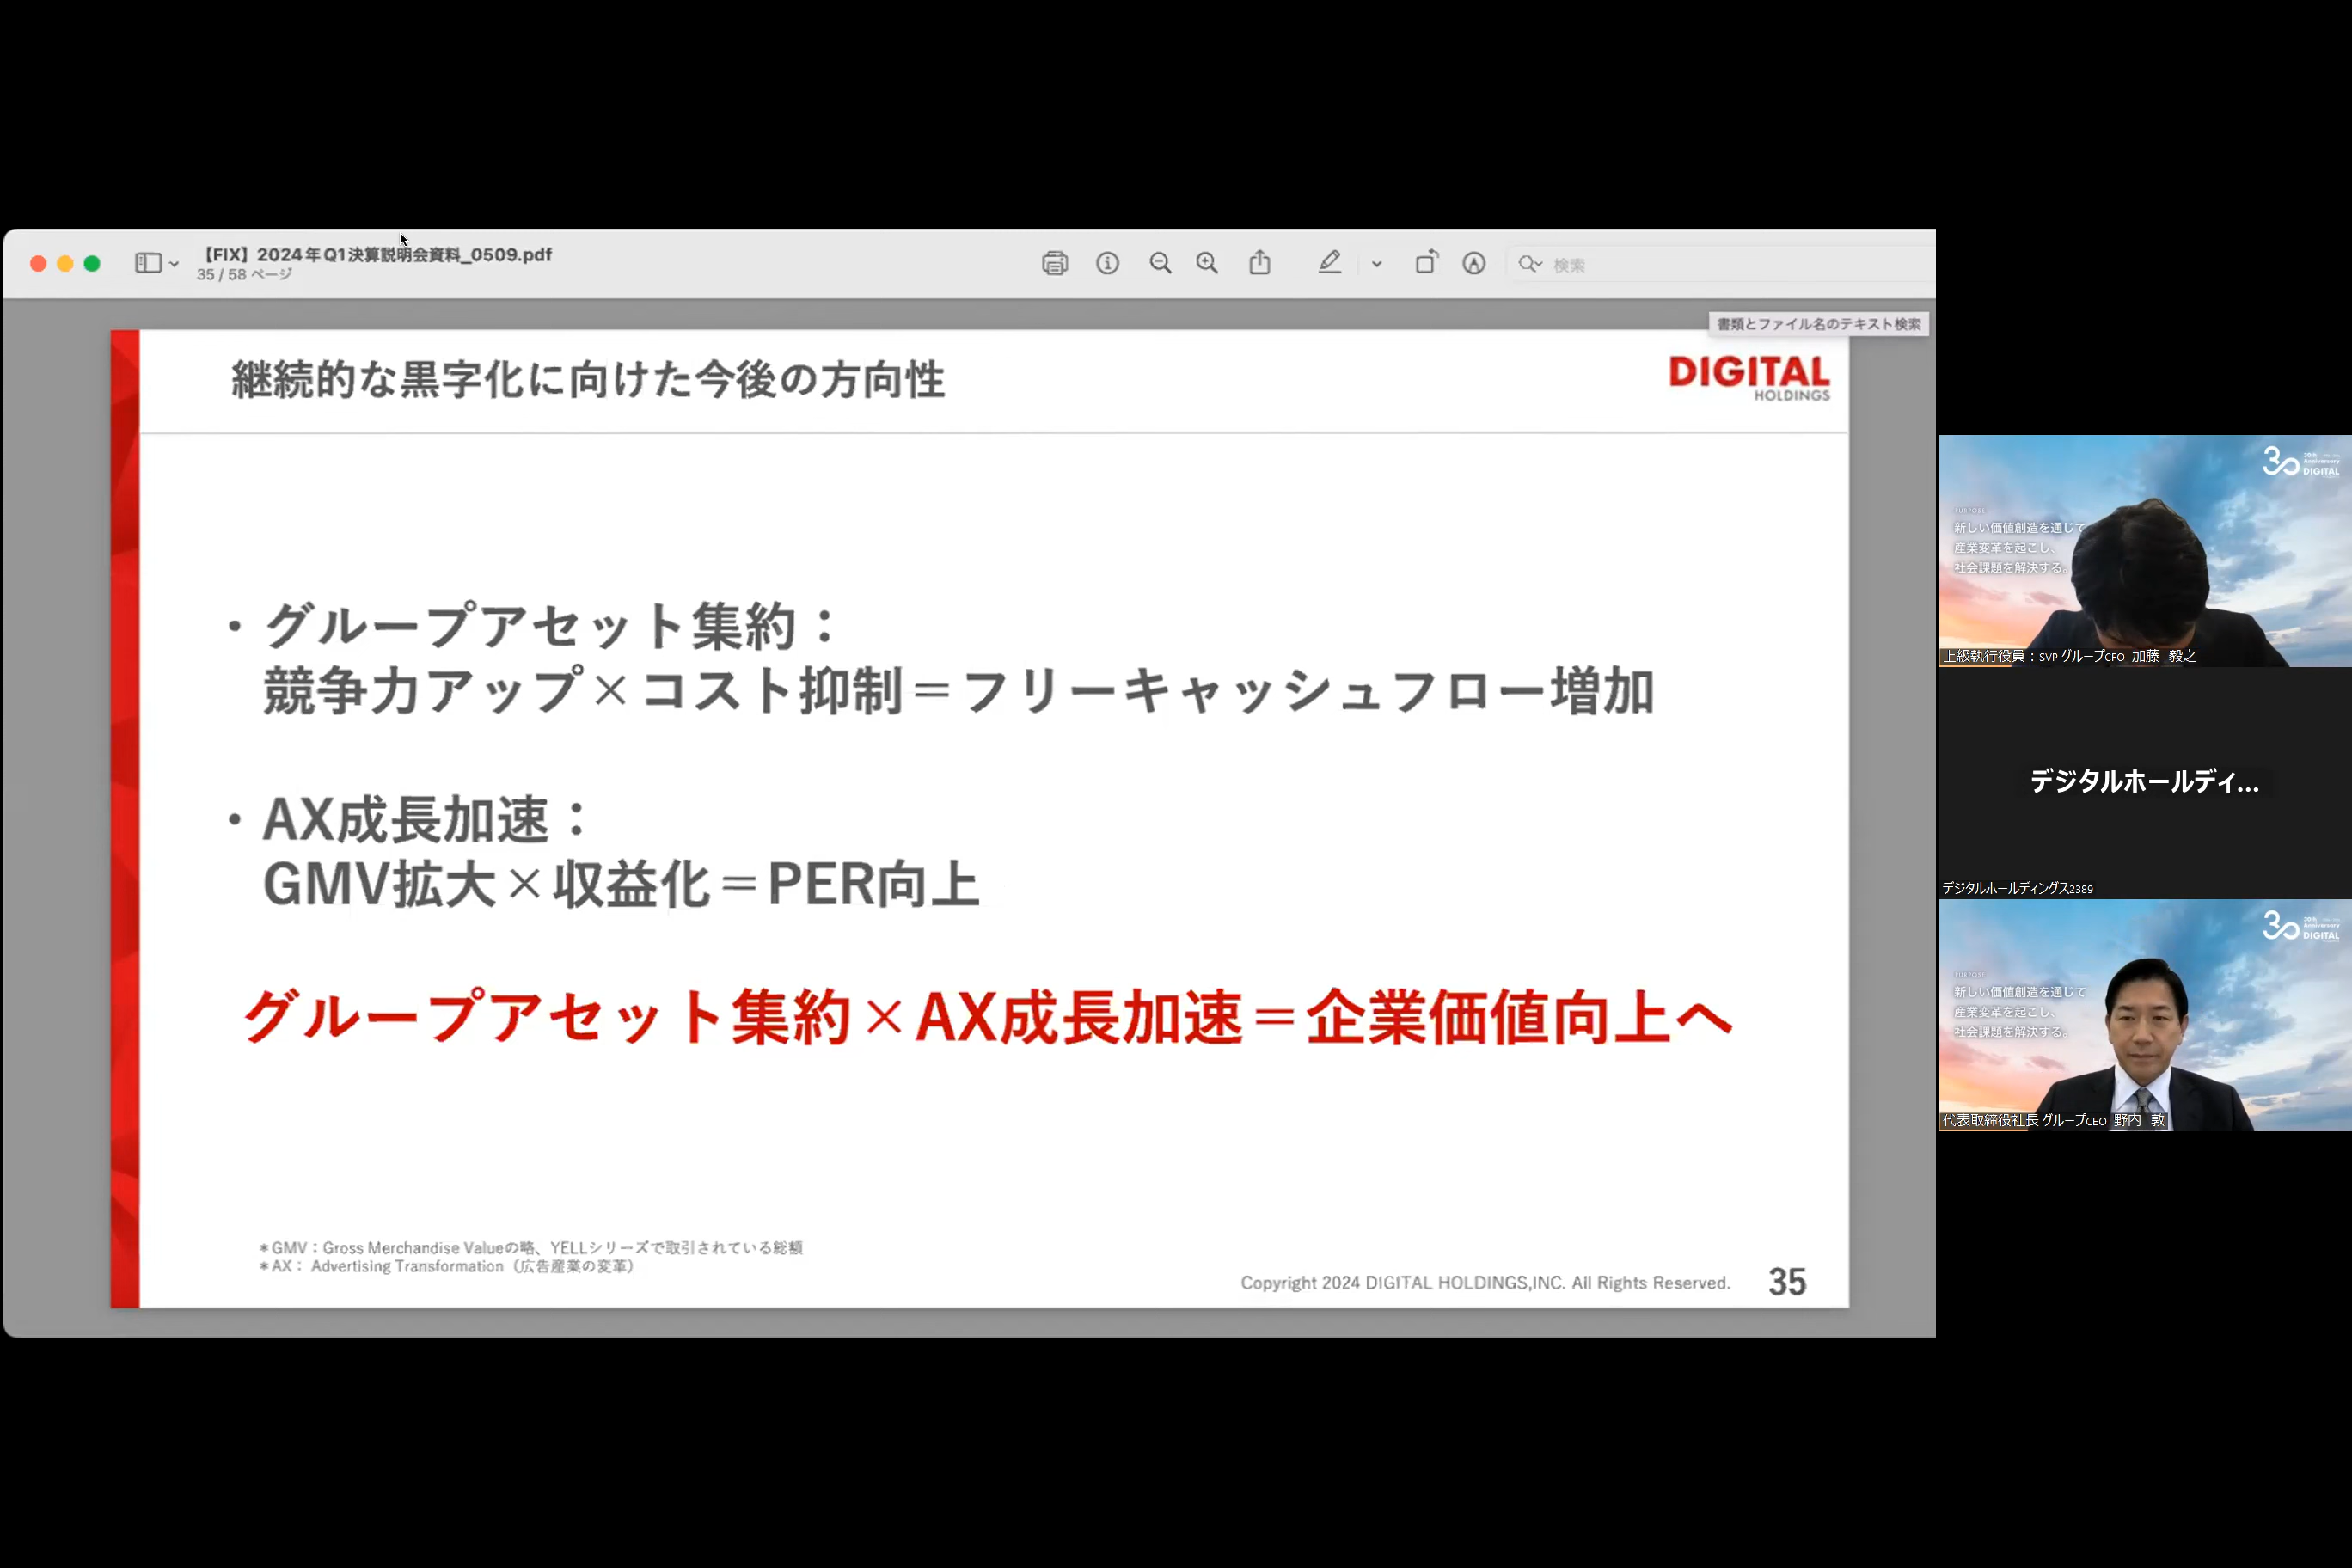 【FIX】2024年Q1決算説明会資料_0509.pdf
35 / 58 ページ
検索
書類とファイル名のテキスト検索
継続的な黒字化に向けた今後の方向性
DIGITAL
HOLDINGS
・グループアセット集約：
競争力アップ×コスト抑制＝フリーキャッシュフロー増加
・AX成長加速：
GMV拡大×収益化＝PER向上
グループアセット集約×AX成長加速＝企業価値向上へ
＊GMV：Gross Merchandise Valueの略、YELLシリーズで取引されている総額
＊AX： Advertising Transformation（広告産業の変革）
Copyright 2024 DIGITAL HOLDINGS,INC. All Rights Reserved.
35
30
30th
Anniversary
DIGITAL
PURPOSE
新しい価値創造を通じて
産業変革を起こし、
社会課題を解決する。
上級執行役員：SVP グループCFO 加藤 毅之
デジタルホールディ...
デジタルホールディングス2389
30
30th
Anniversary
DIGITAL
PURPOSE
新しい価値創造を通じて
産業変革を起こし、
社会課題を解決する。
代表取締役社長 グループCEO 野内 敦